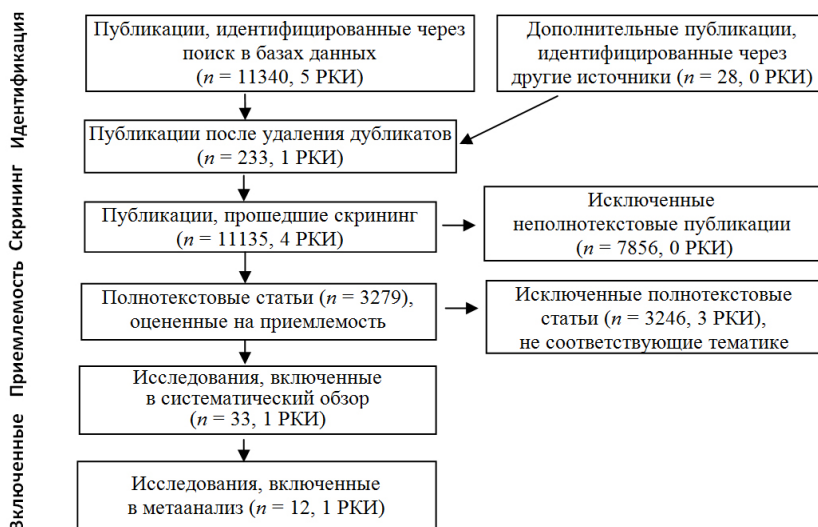 Идентификация
Скрининг
Приемлемость
Включенные
Публикации, идентифицированные через
поиск в базах данных
(n = 11340, 5 РКИ)
Дополнительные публикации,
идентифицированные через
другие источники (n = 28, 0 РКИ)
Публикации после удаления дубликатов
(n = 233, 1 РКИ)
Публикации, прошедшие скрининг
(n = 11135, 4 РКИ)
Исключенные
неполнотекстовые публикации
(n = 7856, 0 РКИ)
Полнотекстовые статьи (n = 3279),
оцененные на приемлемость
Исключенные полнотекстовые
статьи (n = 3246, 3 РКИ),
не соответствующие тематике
Исследования, включенные
в систематический обзор
(n = 33, 1 РКИ)
Исследования, включенные
в метаанализ (n = 12, 1 РКИ)